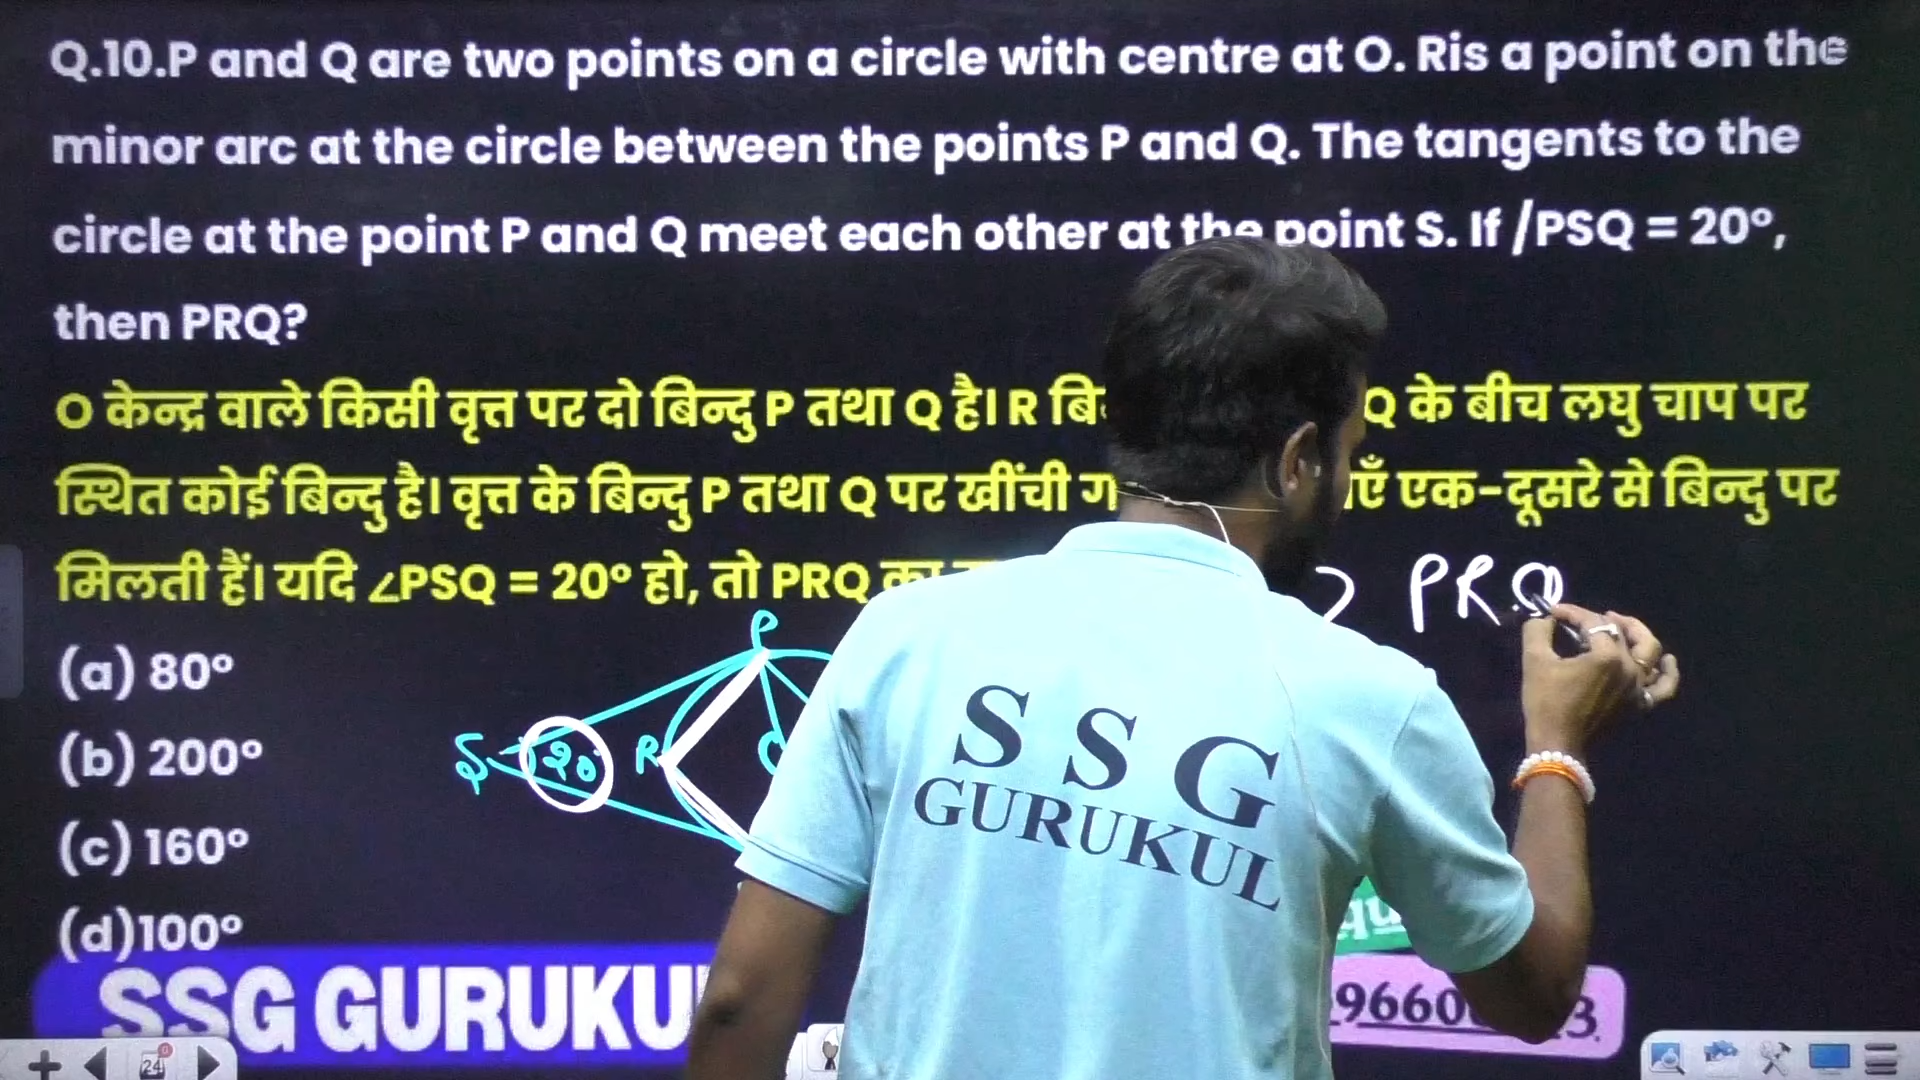 Q.10.P and Q are two points on a circle with centre at O. Ris a point on the
minor arc at the circle between the points P and Q. The tangents to the
circle at the point P and Q meet each other at the point S. If /PSQ = 20°,
then PRQ?
O केन्द्र वाले किसी वृत्त पर दो बिन्दु P तथा Q है। R Q के बीच लघु चाप पर
स्थित कोई बिन्दु है। वृत्त के बिन्दु P तथा Q पर खींची एक-दूसरे से बिन्दु पर
मिलती हैं। यदि ∠PSQ = 20° हो, तो PRQ
PRQ
P
(a) 80°
S 20 R
(b) 200°
(c) 160°
(d)100°
S S G
GURUKUL
SSG GURUKU
24